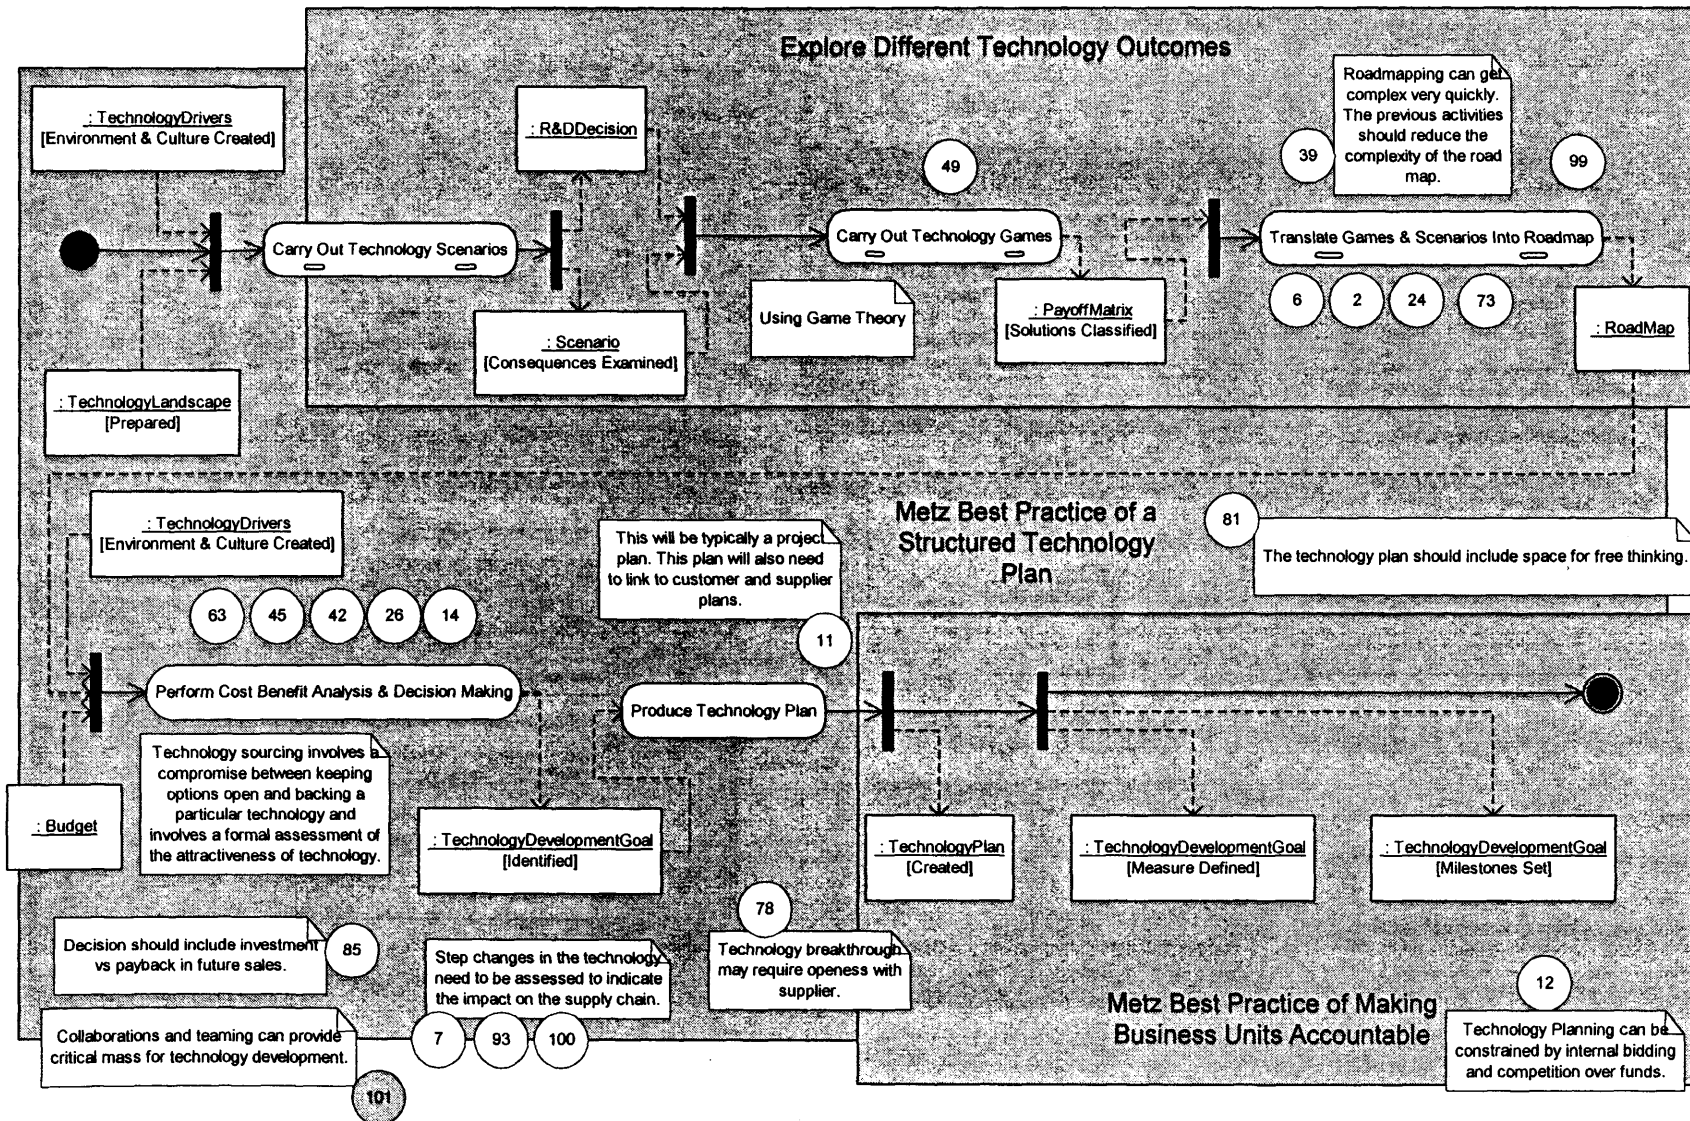 Explore Different Technology Outcomes
: TechnologyDrivers
[Environment & Culture Created]
: R&DDecision
Roadmapping can get
complex very quickly.
The previous activities
should reduce the
complexity of the road
map.
39
99
49
Carry Out Technology Scenarios
Carry Out Technology Games
Translate Games & Scenarios Into Roadmap
6
2
24
73
Using Game Theory
: PayoffMatrix
[Solutions Classified]
: RoadMap
: Scenario
[Consequences Examined]
: TechnologyLandscape
[Prepared]
: TechnologyDrivers
[Environment & Culture Created]
This will be typically a project
plan. This plan will also need
to link to customer and supplier
plans.
Metz Best Practice of a
Structured Technology
Plan
81
The technology plan should include space for free thinking.
63
45
42
26
14
11
Perform Cost Benefit Analysis & Decision Making
Produce Technology Plan
Technology sourcing involves a
compromise between keeping
options open and backing a
particular technology and
involves a formal assessment of
the attractiveness of technology.
: Budget
: TechnologyDevelopmentGoal
[Identified]
: TechnologyPlan
[Created]
: TechnologyDevelopmentGoal
[Measure Defined]
: TechnologyDevelopmentGoal
[Milestones Set]
Decision should include investment
vs payback in future sales.
85
Step changes in the technology
need to be assessed to indicate
the impact on the supply chain.
7
93
100
78
Technology breakthrough
may require openess with
supplier.
Metz Best Practice of Making
Business Units Accountable
12
Technology Planning can be
constrained by internal bidding
and competition over funds.
Collaborations and teaming can provide
critical mass for technology development.
101